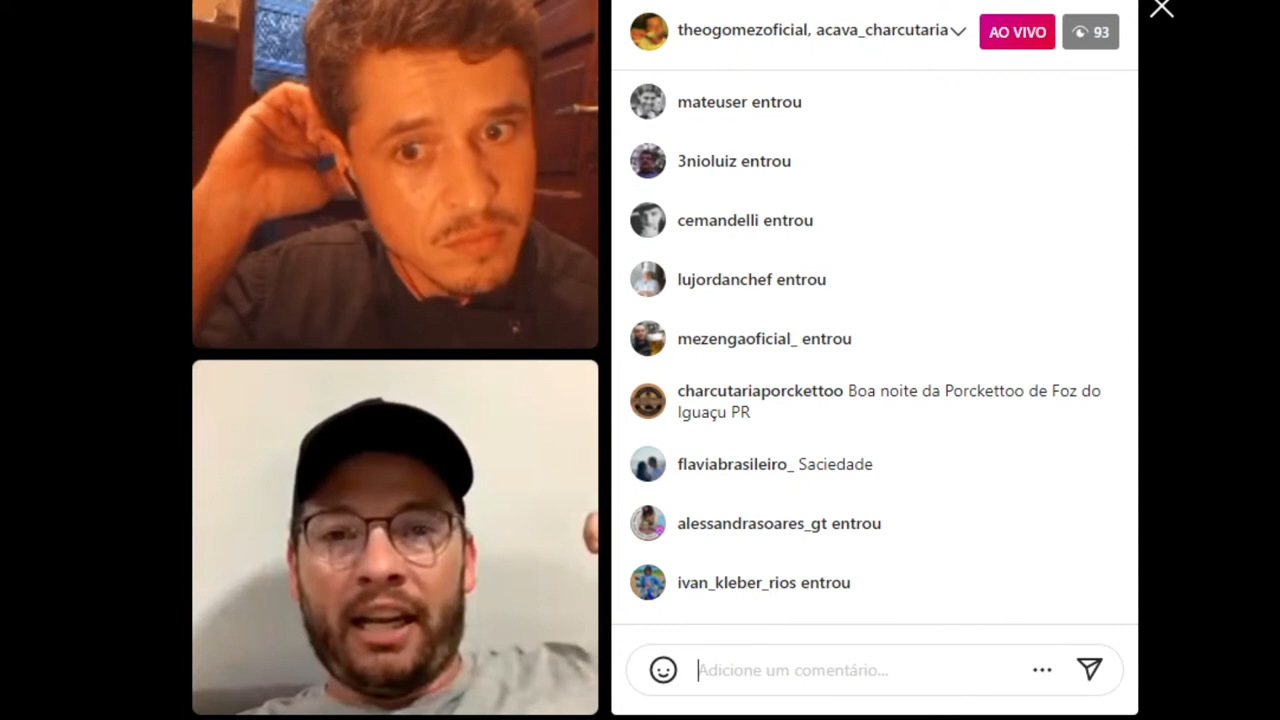 theogomezoficial, acava_charcutaria
AO VIVO
93
mateuser entrou
3nioluiz entrou
cemandelli entrou
lujordanchef entrou
mezengaoficial_ entrou
charcutariaporckettoo Boa noite da Porckettoo de Foz do
Iguaçu PR
flaviabrasileiro_ Saciedade
alessandrasoares_gt entrou
ivan_kleber_rios entrou
Adicione um comentário...